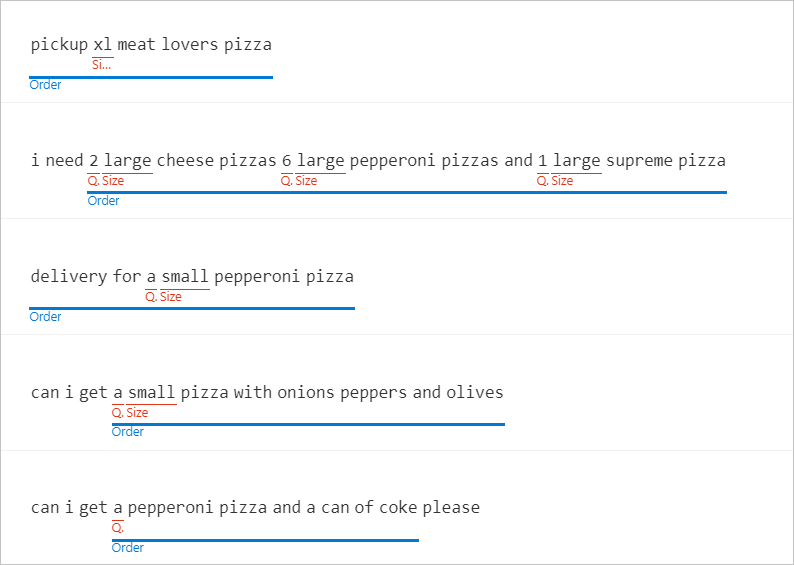 pickup xl meat lovers pizza
Si...
Order
i need 2 large cheese pizzas 6 large pepperoni pizzas and 1 large supreme pizza
Q. Size Q. Size Q. Size
Order
delivery for a small pepperoni pizza
Q. Size
Order
can i get a small pizza with onions peppers and olives
Q. Size
Order
can i get a pepperoni pizza and a can of coke please
Q.
Order